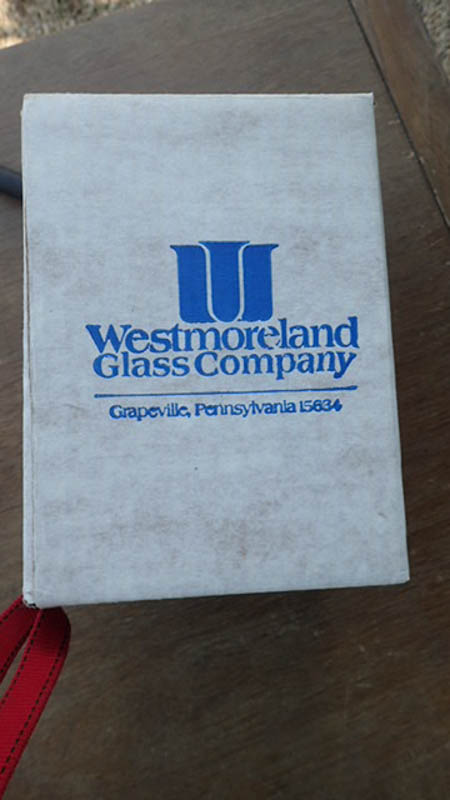 Westmoreland
Glass Company
Grapeville, Pennsylvania 15634